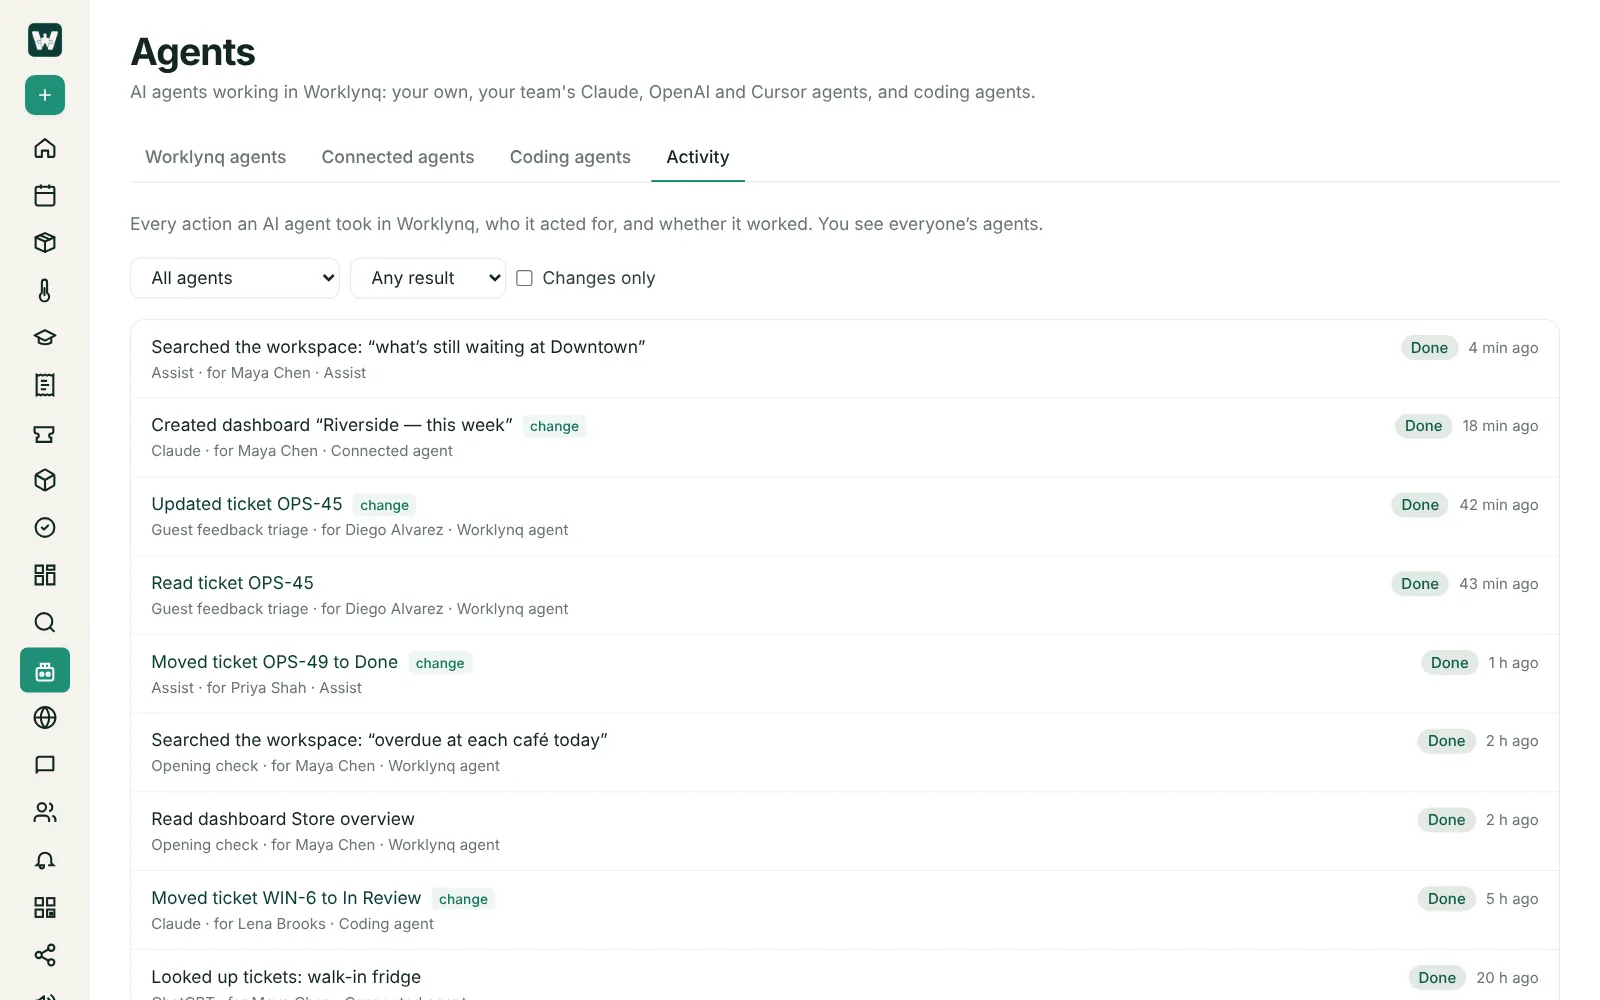 W
Agents
AI agents working in Worklynq: your own, your team's Claude, OpenAI and Cursor agents, and coding agents.
Worklynq agents Connected agents Coding agents Activity
Every action an AI agent took in Worklynq, who it acted for, and whether it worked. You see everyone’s agents.
All agents Any result Changes only
Searched the workspace: “what’s still waiting at Downtown” Done 4 min ago
Assist · for Maya Chen · Assist
Created dashboard “Riverside — this week” change Done 18 min ago
Claude · for Maya Chen · Connected agent
Updated ticket OPS-45 change Done 42 min ago
Guest feedback triage · for Diego Alvarez · Worklynq agent
Read ticket OPS-45 Done 43 min ago
Guest feedback triage · for Diego Alvarez · Worklynq agent
Moved ticket OPS-49 to Done change Done 1 h ago
Assist · for Priya Shah · Assist
Searched the workspace: “overdue at each café today” Done 2 h ago
Opening check · for Maya Chen · Worklynq agent
Read dashboard Store overview Done 2 h ago
Opening check · for Maya Chen · Worklynq agent
Moved ticket WIN-6 to In Review change Done 5 h ago
Claude · for Lena Brooks · Coding agent
Looked up tickets: walk-in fridge Done 20 h ago
ChatGPT · for Maya Chen · Connected agent